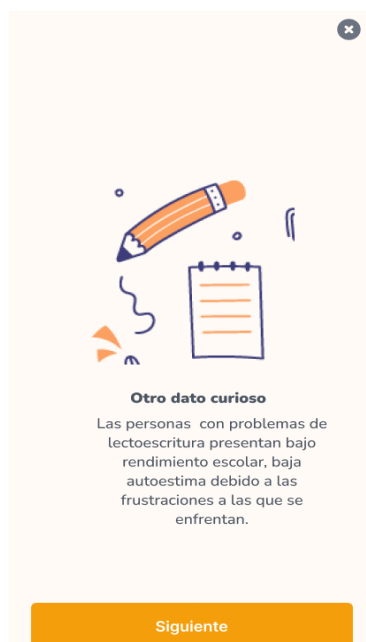 Otro dato curioso
Las personas con problemas de
lectoescritura presentan bajo
rendimiento escolar, baja
autoestima debido a las
frustraciones a las que se
enfrentan.
Siguiente